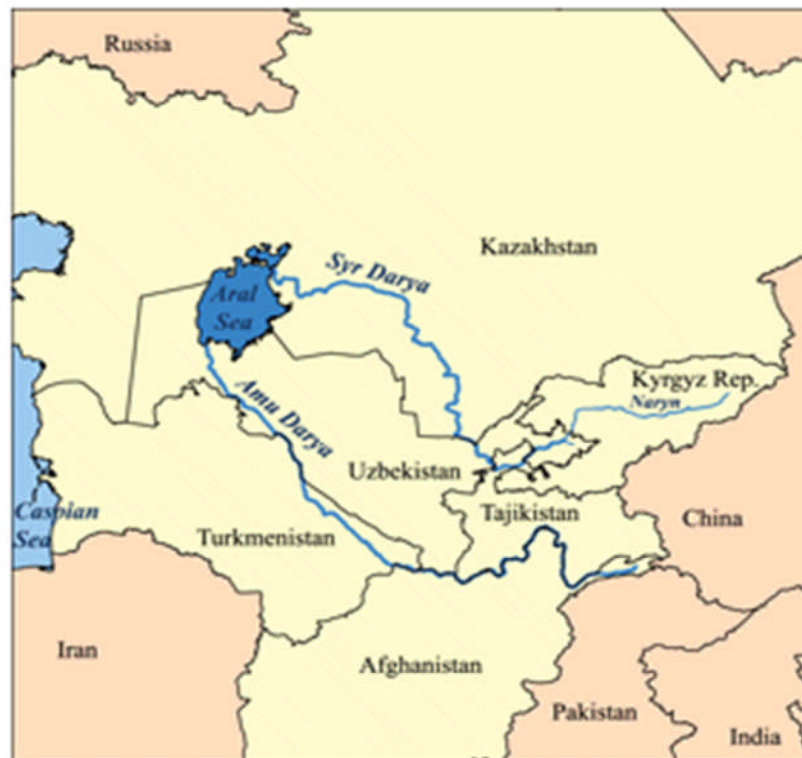 Russia
Kazakhstan
Syr Darya
Aral
Sea
Kyrgyz Rep.
Naryn
Amu Darya
Uzbekistan
Tajikistan
Caspian
Sea
China
Turkmenistan
Iran
Afghanistan
Pakistan
India